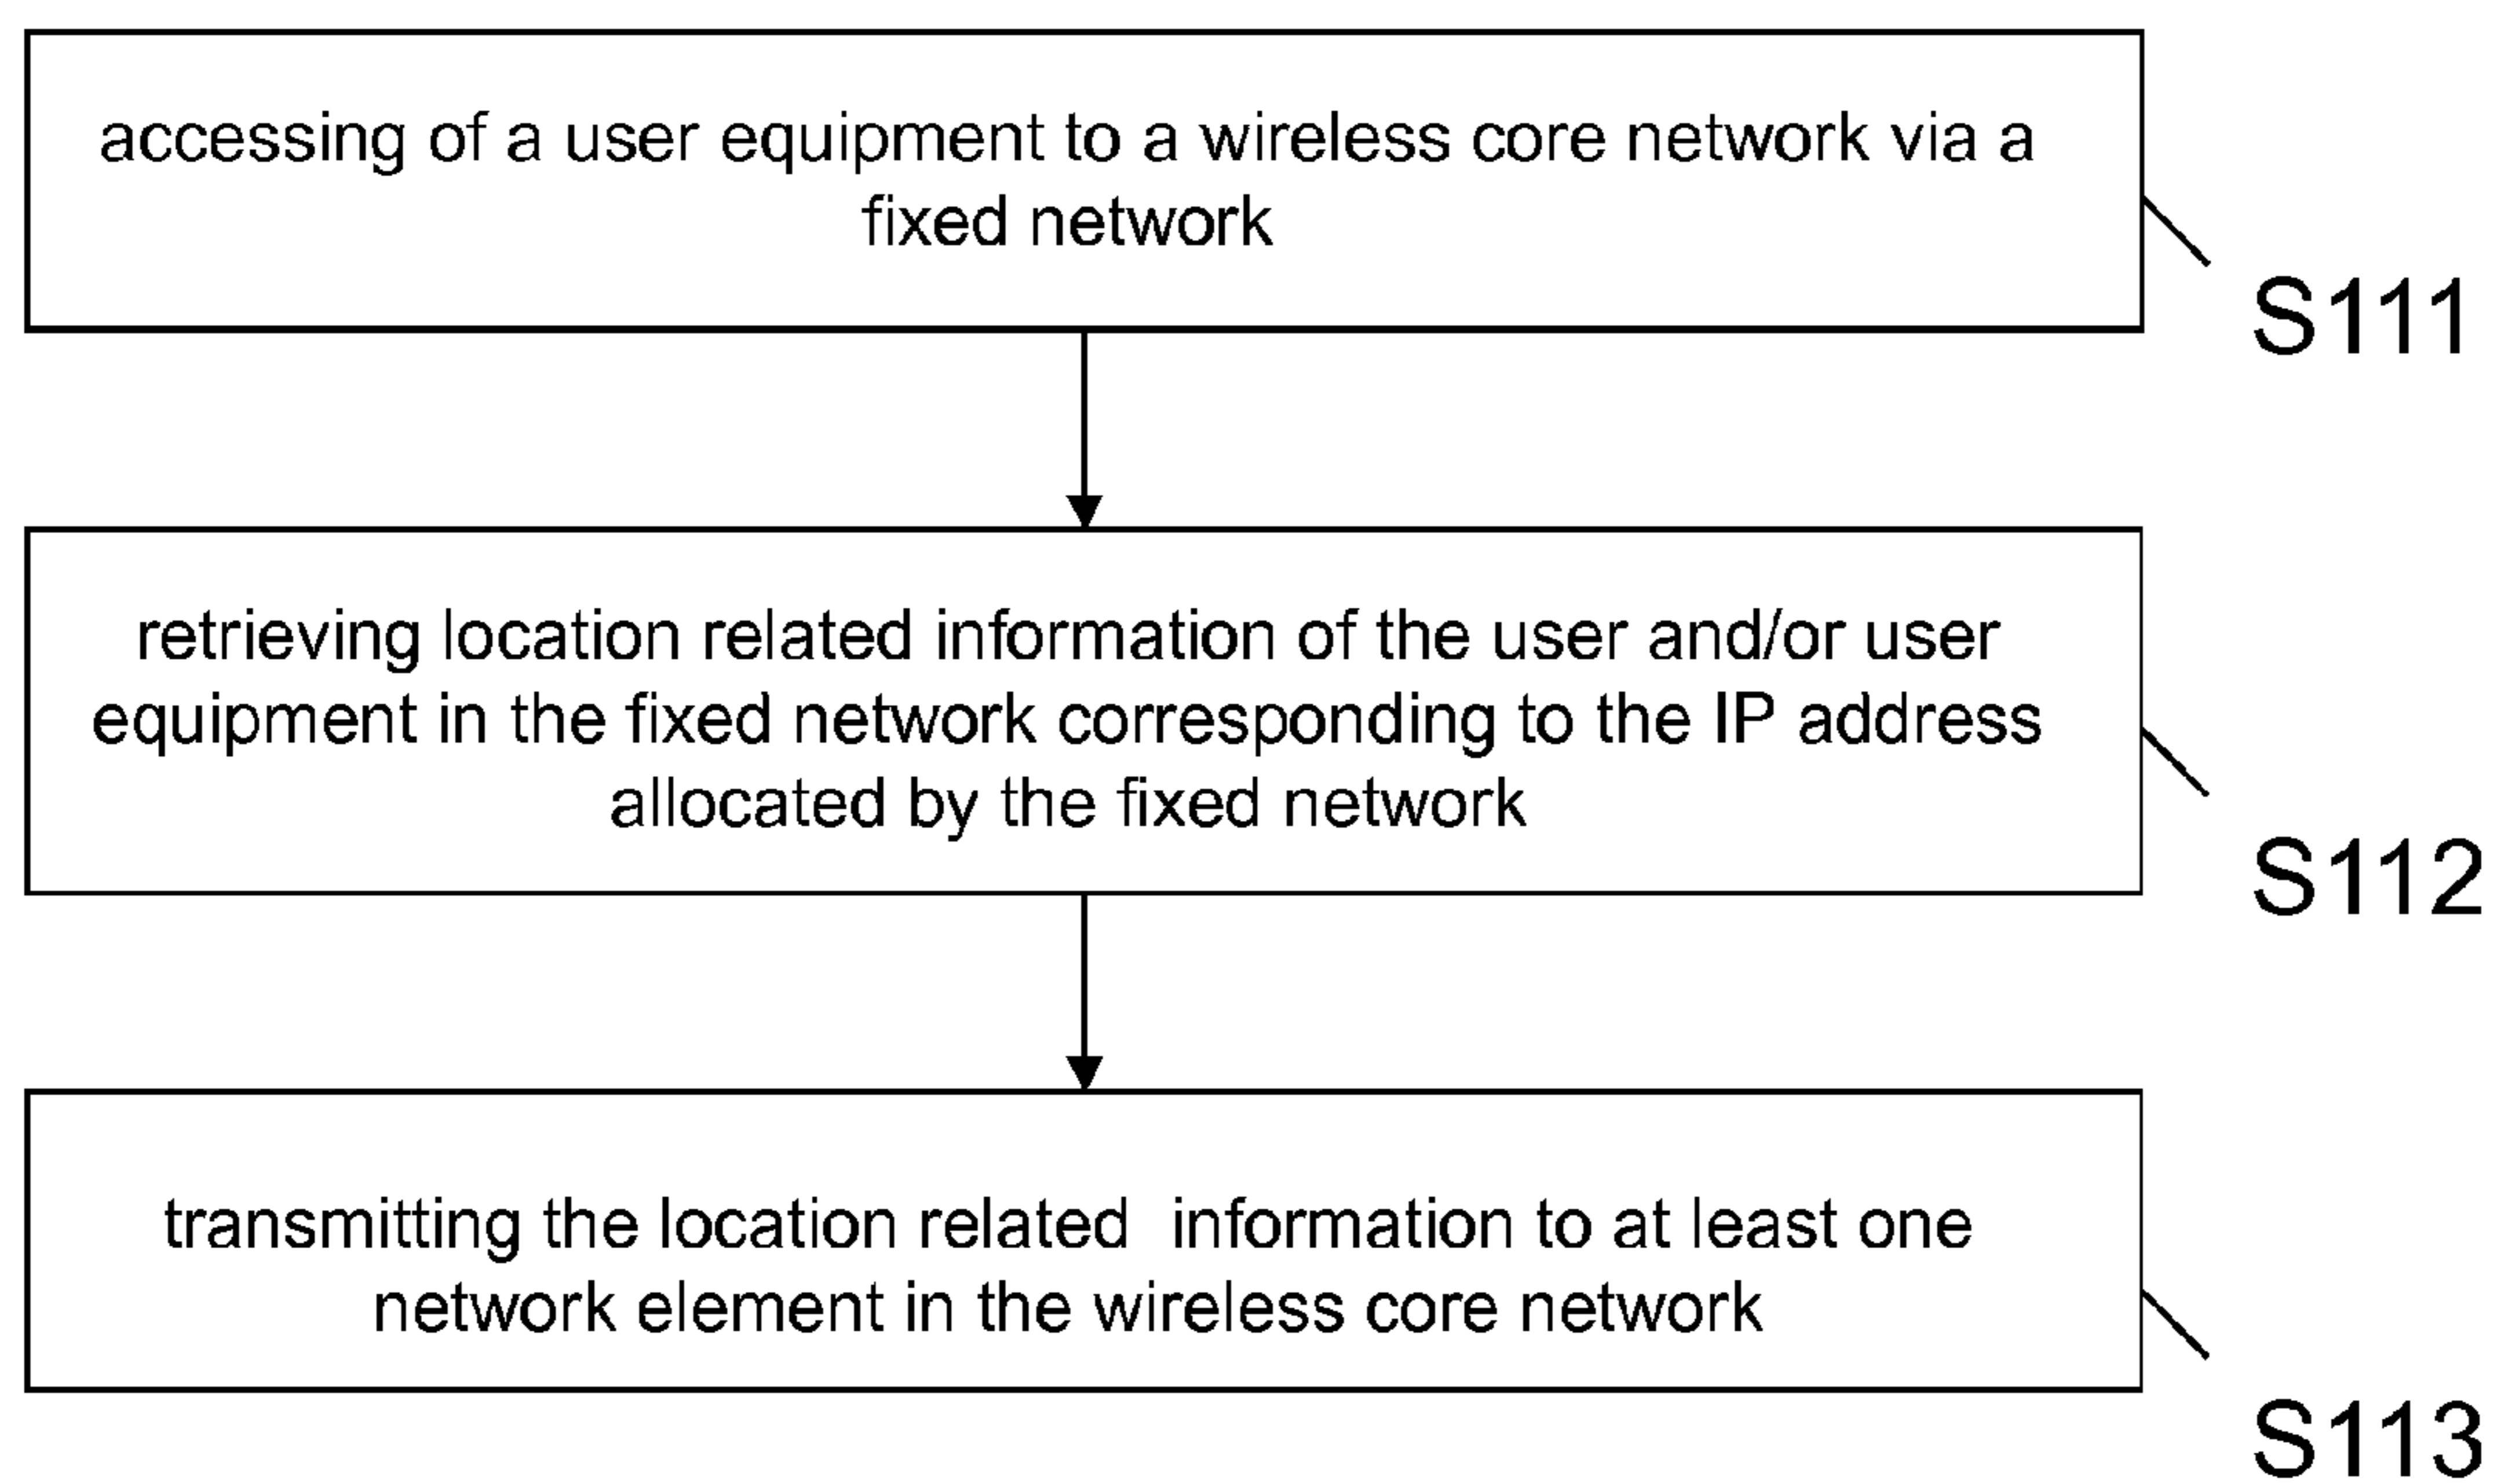 accessing of a user equipment to a wireless core network via a
fixed network
S111
retrieving location related information of the user and/or user
equipment in the fixed network corresponding to the IP address
allocated by the fixed network
S112
transmitting the location related information to at least one
network element in the wireless core network
S113